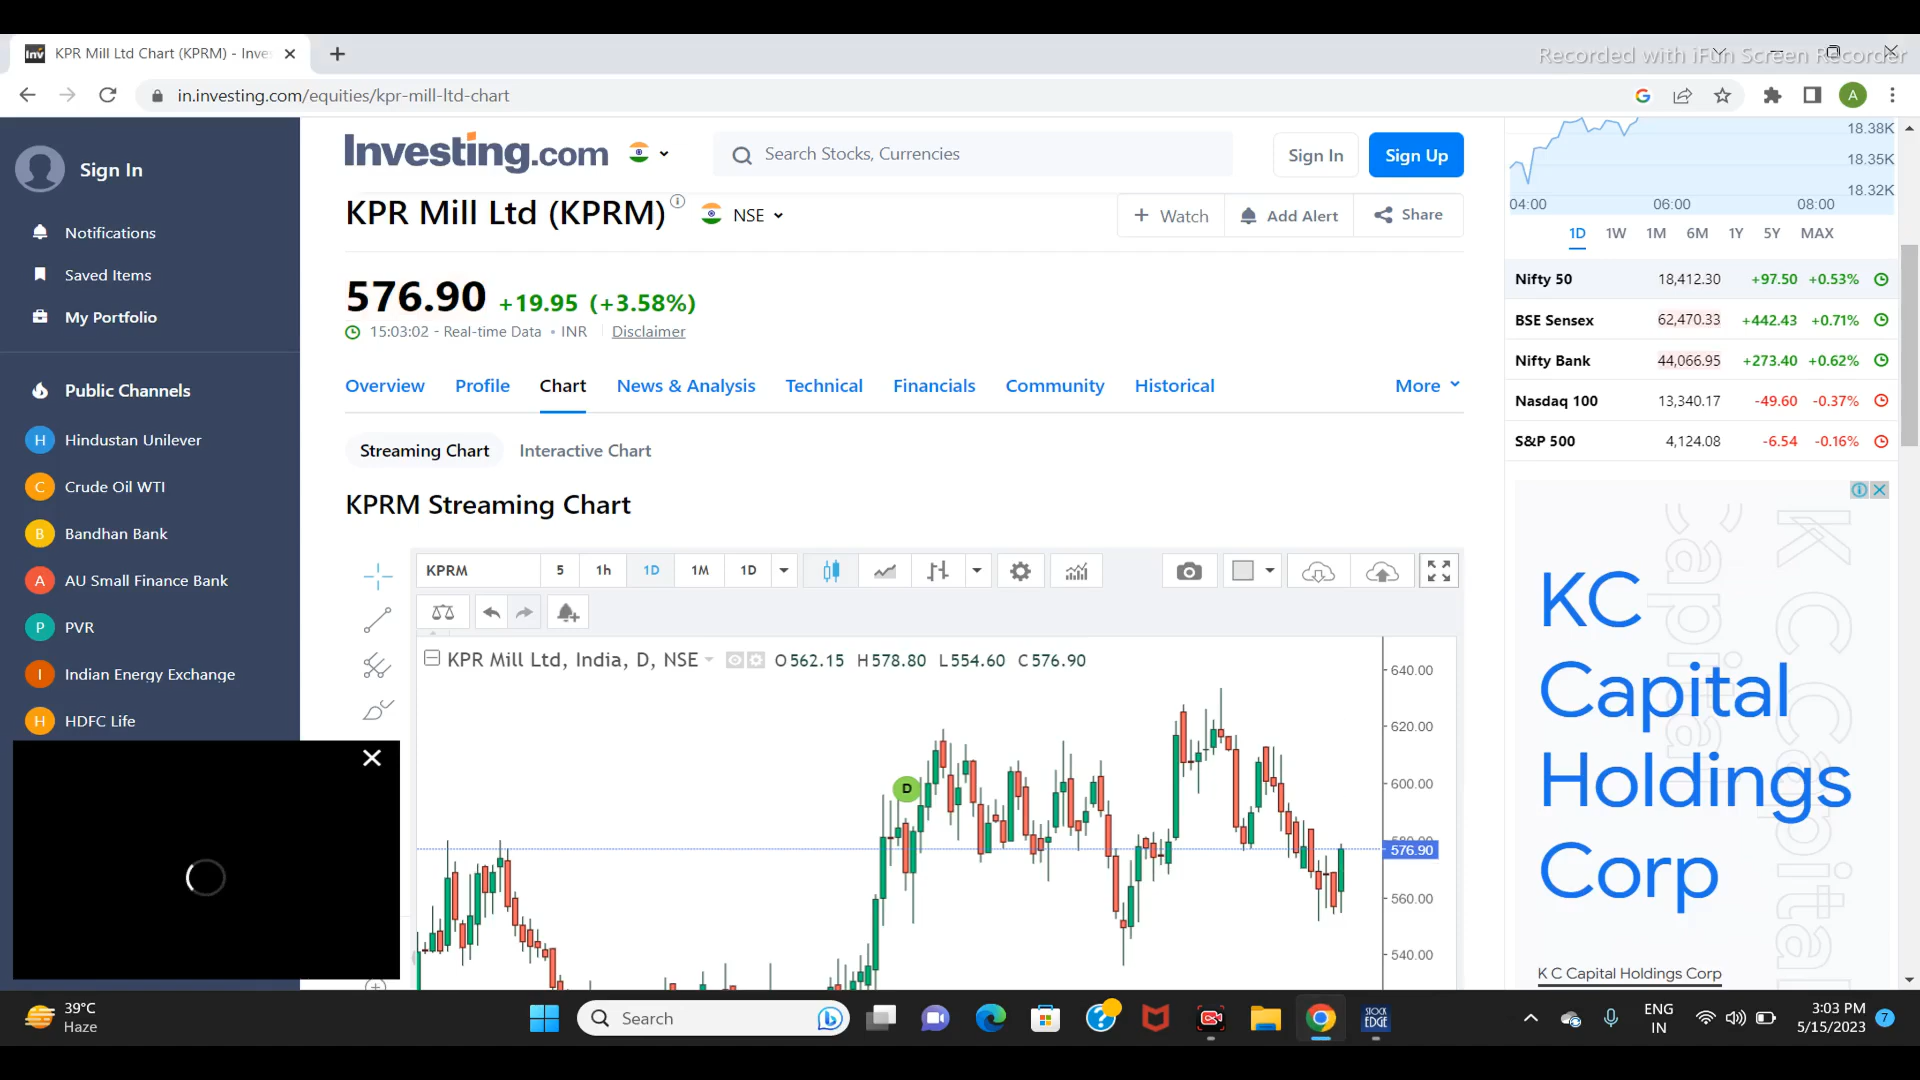 KPR Mill Ltd Chart (KPRM) - Inve
Recorded with iFun Screen Recorder
in.investing.com/equities/kpr-mill-ltd-chart
A
Sign In
Notifications
Saved Items
My Portfolio
Public Channels
H Hindustan Unilever
C Crude Oil WTI
B Bandhan Bank
A AU Small Finance Bank
P PVR
I Indian Energy Exchange
H HDFC Life
Investing.com
Search Stocks, Currencies
Sign In
Sign Up
KPR Mill Ltd (KPRM)
NSE
Watch
Add Alert
Share
576.90 +19.95 (+3.58%)
15:03:02 - Real-time Data • INR Disclaimer
Overview Profile Chart News & Analysis Technical Financials Community Historical More
Streaming Chart Interactive Chart
KPRM Streaming Chart
KPRM 5 1h 1D 1M 1D
KPR Mill Ltd, India, D, NSE O562.15 H578.80 L554.60 C576.90
D
640.00
620.00
600.00
580.00
576.90
560.00
540.00
18.38K
18.35K
18.32K
04:00 06:00 08:00
1D 1W 1M 6M 1Y 5Y MAX
Nifty 50 18,412.30 +97.50 +0.53%
BSE Sensex 62,470.33 +442.43 +0.71%
Nifty Bank 44,066.95 +273.40 +0.62%
Nasdaq 100 13,340.17 -49.60 -0.37%
S&P 500 4,124.08 -6.54 -0.16%
KC
Capital
Holdings
Corp
K C Capital
Capital
K C Capital Holdings Corp
39°C
Haze
Search
STOCK
EDGE
ENG
IN
3:03 PM
5/15/2023
7